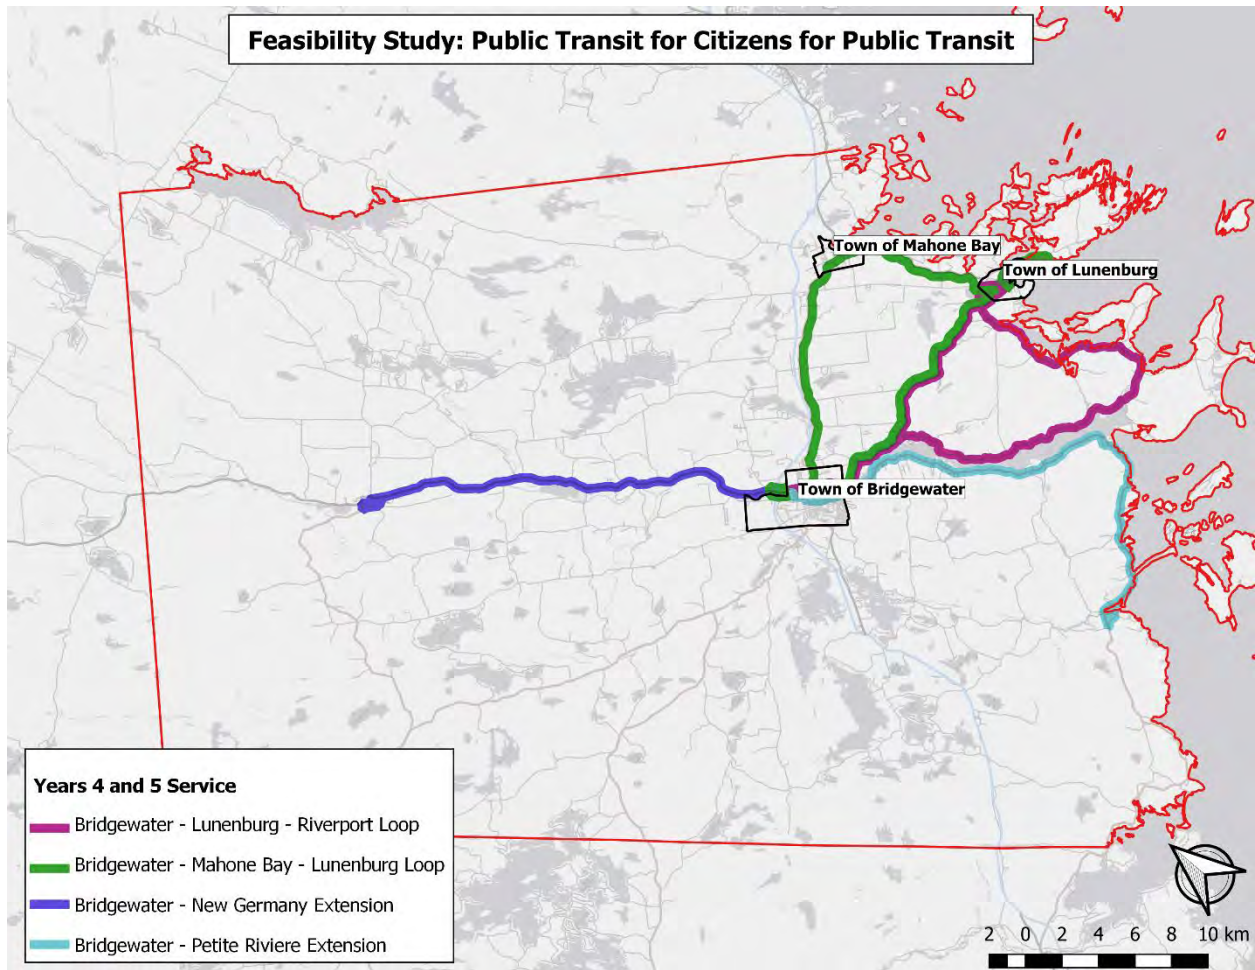 Feasibility Study: Public Transit for Citizens for Public Transit
Town of Mahone Bay
Town of Lunenburg
Town of Bridgewater
Years 4 and 5 Service
Bridgewater - Lunenburg - Riverport Loop
Bridgewater - Mahone Bay - Lunenburg Loop
Bridgewater - New Germany Extension
Bridgewater - Petite Riviere Extension
2 0 2 4 6 8 10 km